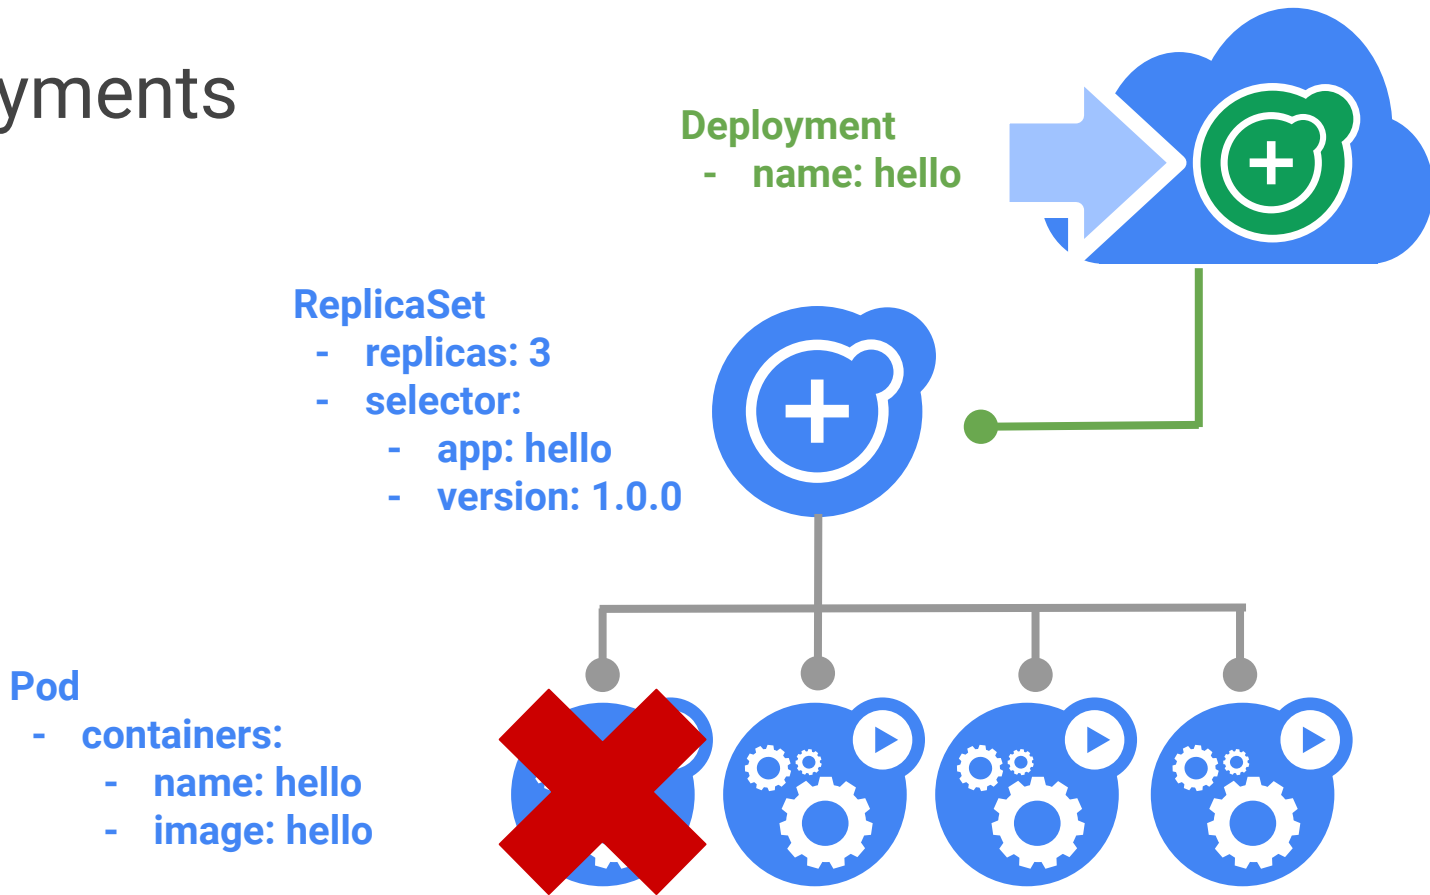 yments
Deployment
- name: hello
ReplicaSet
- replicas: 3
- selector:
- app: hello
- version: 1.0.0
Pod
- containers:
- name: hello
- image: hello